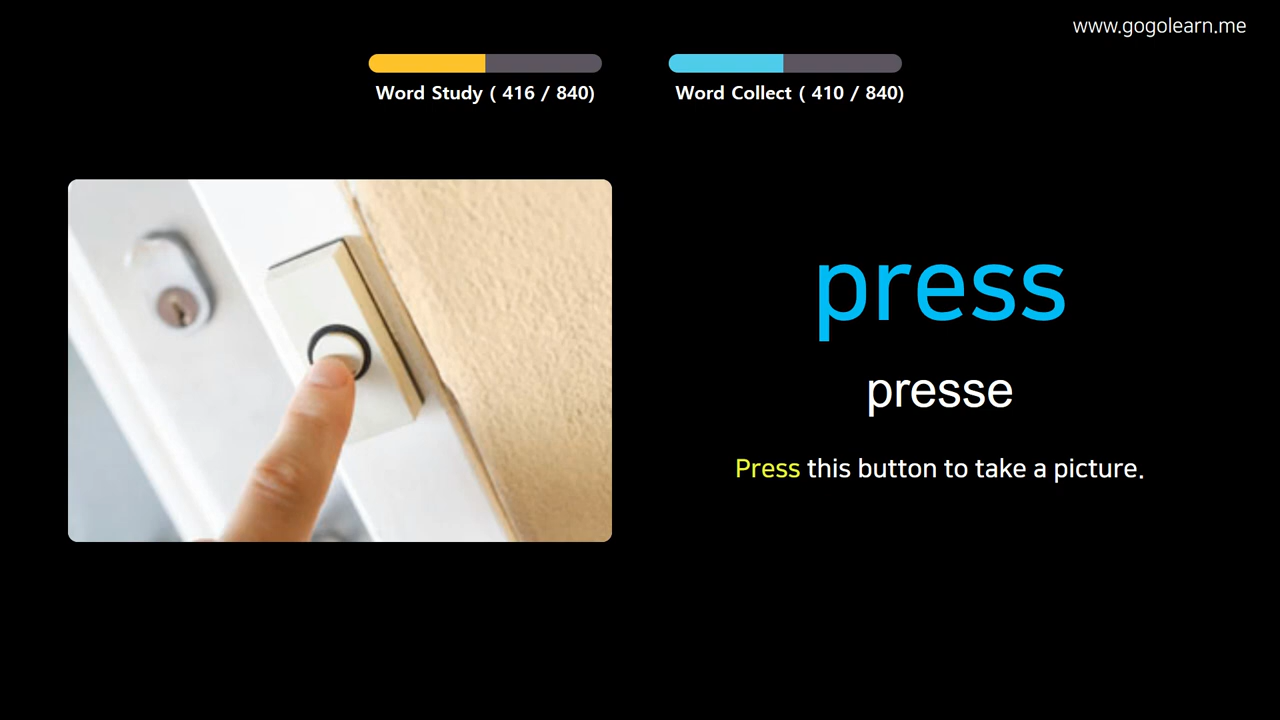 www.gogolearn.me
Word Study ( 416 / 840)
Word Collect ( 410 / 840)
press
presse
Press this button to take a picture.